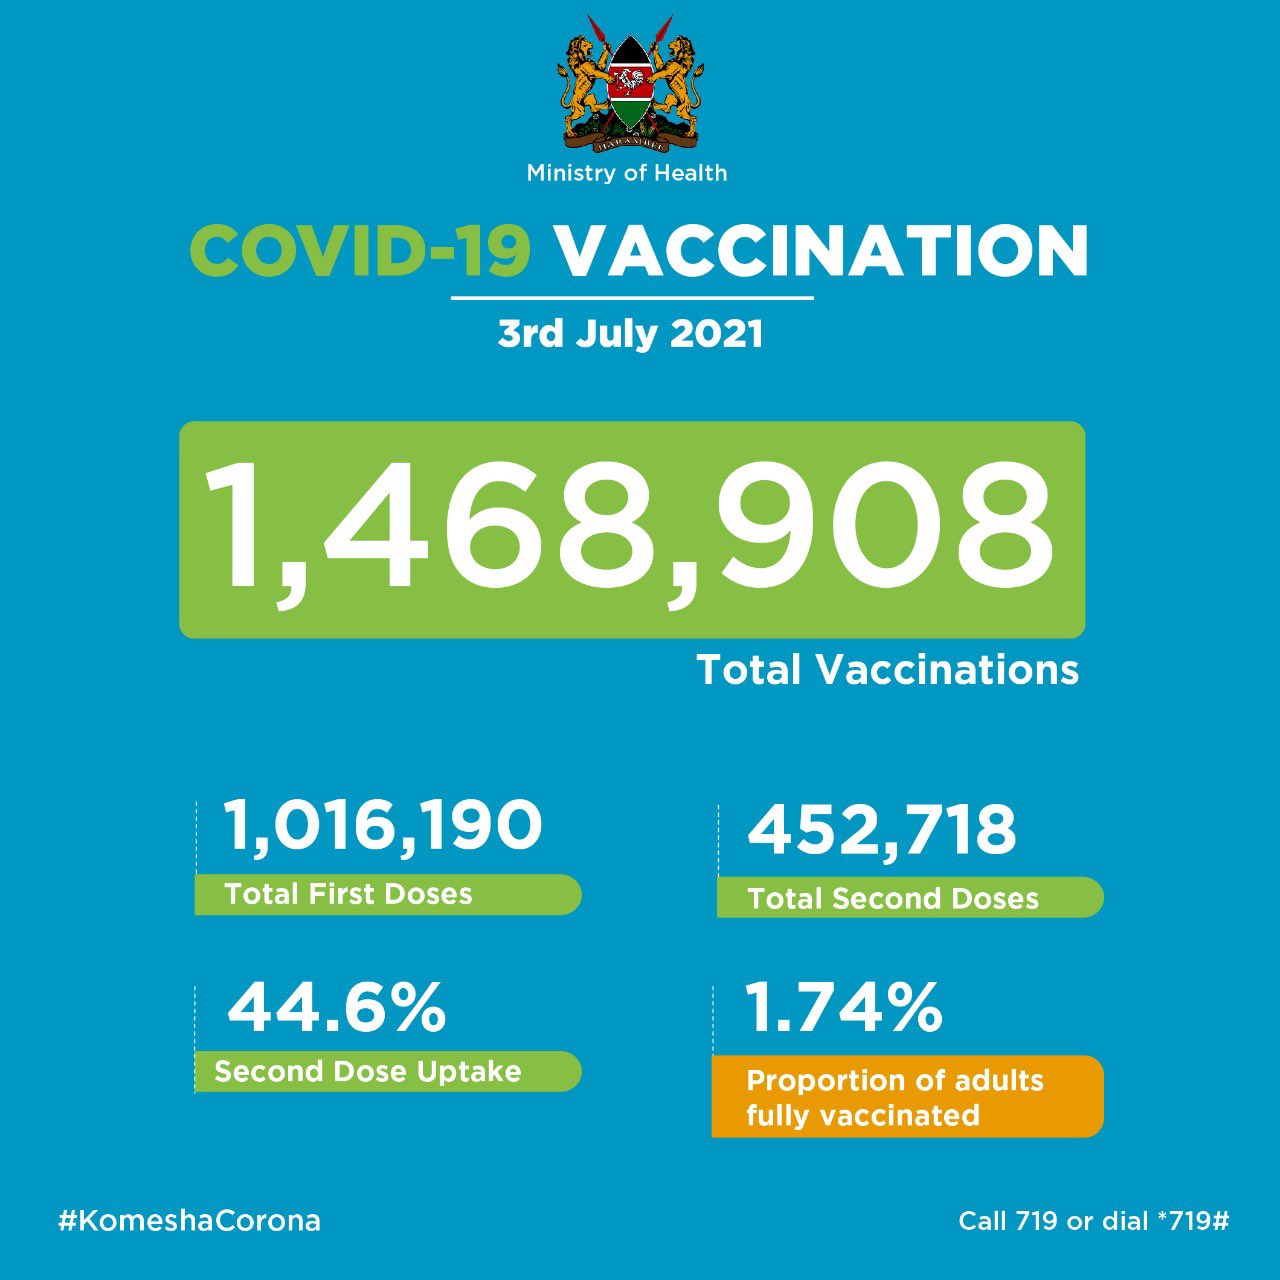 HARAMBEE
Ministry of Health
COVID-19 VACCINATION
3rd July 2021
1,468,908
Total Vaccinations
1,016,190
Total First Doses
452,718
Total Second Doses
44.6%
Second Dose Uptake
1.74%
Proportion of adults
fully vaccinated
#KomeshaCorona
Call 719 or dial *719#